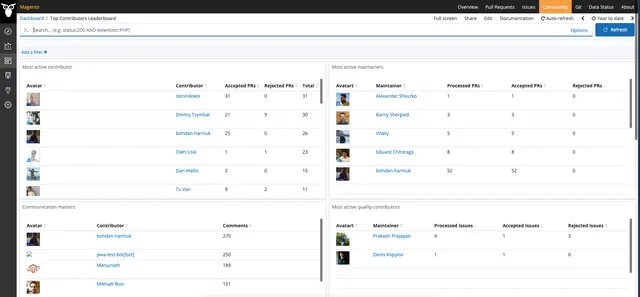 Magento Overview Pull Requests Issues Community Git Data Status About
Dashboard / Top Contributors Leaderboard Full screen Share Edit Documentation Auto-refresh Year to date
>_ Search... (e.g. status:200 AND extension:PHP) Options Refresh
Add a filter +
Most active contributor
Avatar Contributor Accepted PRs Rejected PRs Total
31 0 31
Dmitry Tsymbal 21 9 30
bohdan-harniuk 25 0 26
Oleh Usik 1 1 23
Dan Wallis 2 0 15
Tu Van 9 2 11
Most active maintainers
Avatart Maintainer Processed PRs Accepted PRs Rejected PRs
Alexander Shkurko 1 1 0
Barny Shergold 3 3 0
Vitaliy 5 5 0
Eduard Chitoraga 8 8 0
bohdan-harniuk 52 52 0
Communication masters
Avatar Contributor Comments
bohdan-harniuk 270
pwa-test-bot[bot] 250
Manjunath 189
151
Most active quality contributors
Avatart Maintainer Processed Issues Accepted Issues Rejected Issues
Prakash Prajapati 4 1 3
Denis Kopylov 1 1 0